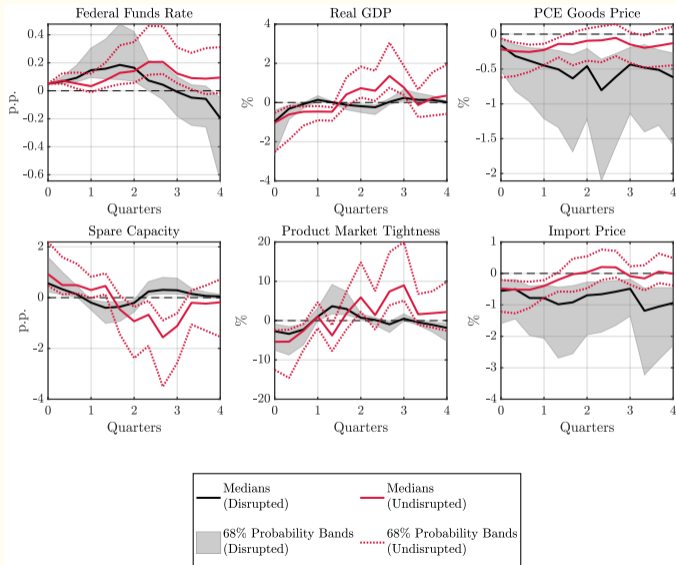 Federal Funds Rate
p.p.
0.4
0.2
0
-0.2
-0.4
-0.6
0 1 2 3 4
Quarters
Real GDP
%
4
2
0
-2
-4
0 1 2 3 4
Quarters
PCE Goods Price
%
0
-0.5
-1
-1.5
-2
0 1 2 3 4
Quarters
Spare Capacity
p.p.
2
0
-2
-4
0 1 2 3 4
Quarters
Product Market Tightness
%
20
10
0
-10
-20
0 1 2 3 4
Quarters
Import Price
%
1
0
-1
-2
-3
-4
0 1 2 3 4
Quarters
Medians
(Disrupted)
Medians
(Undisrupted)
68% Probability Bands
(Disrupted)
68% Probability Bands
(Undisrupted)